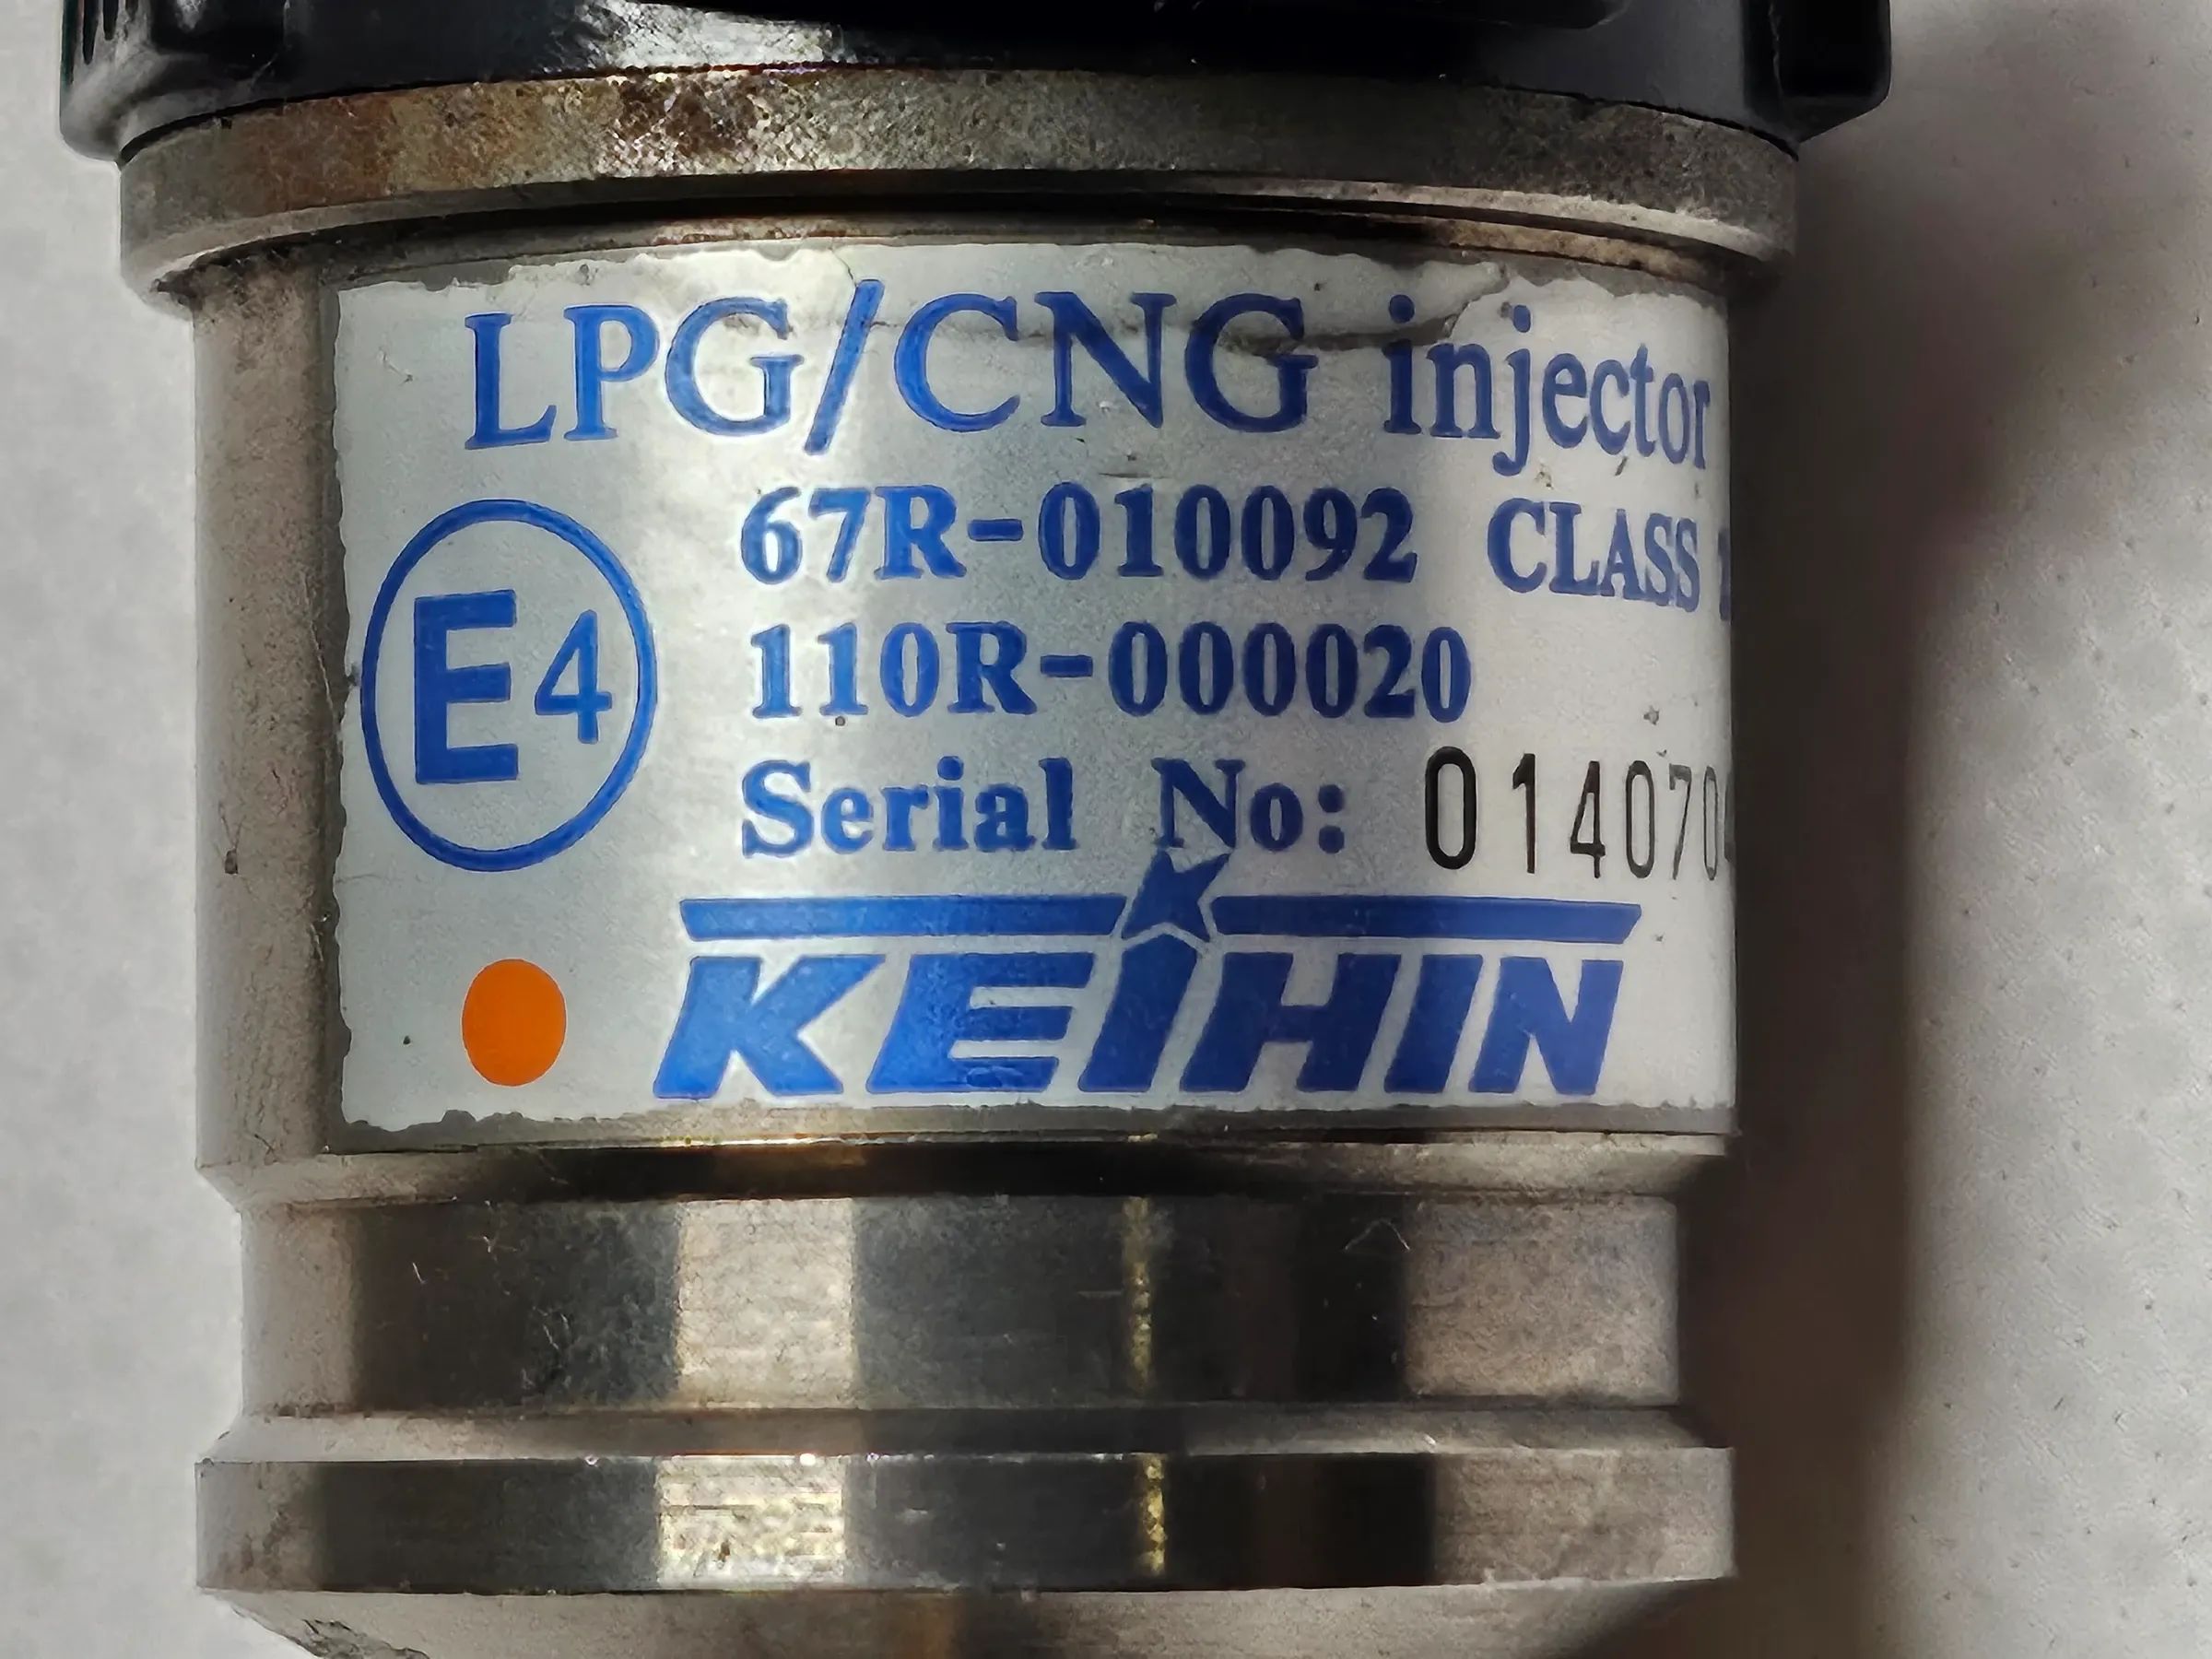 LPG/CNG injector
E4
67R-010092 CLASS
110R-000020
Serial No: 014070
KEIHIN